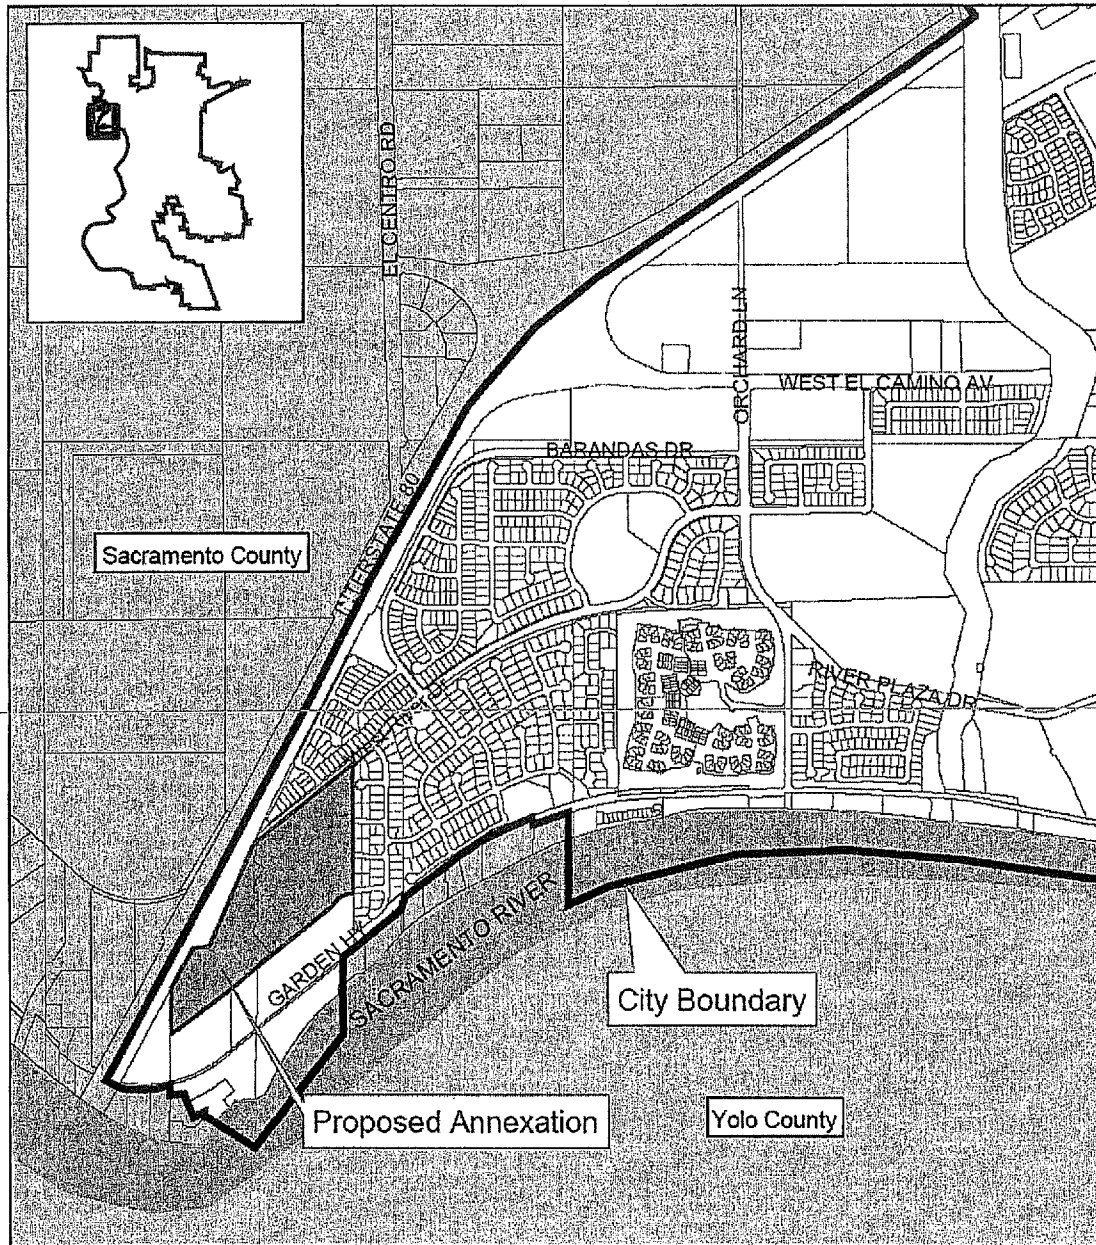 EL CENTRO RD
ORCHARD LN
WEST EL CAMINO AV
BARANDAS DR
INTERSTATE 80
Sacramento County
RIVER PLAZA DR
GARDEN HY
SACRAMENTO RIVER
City Boundary
Proposed Annexation
Yolo County